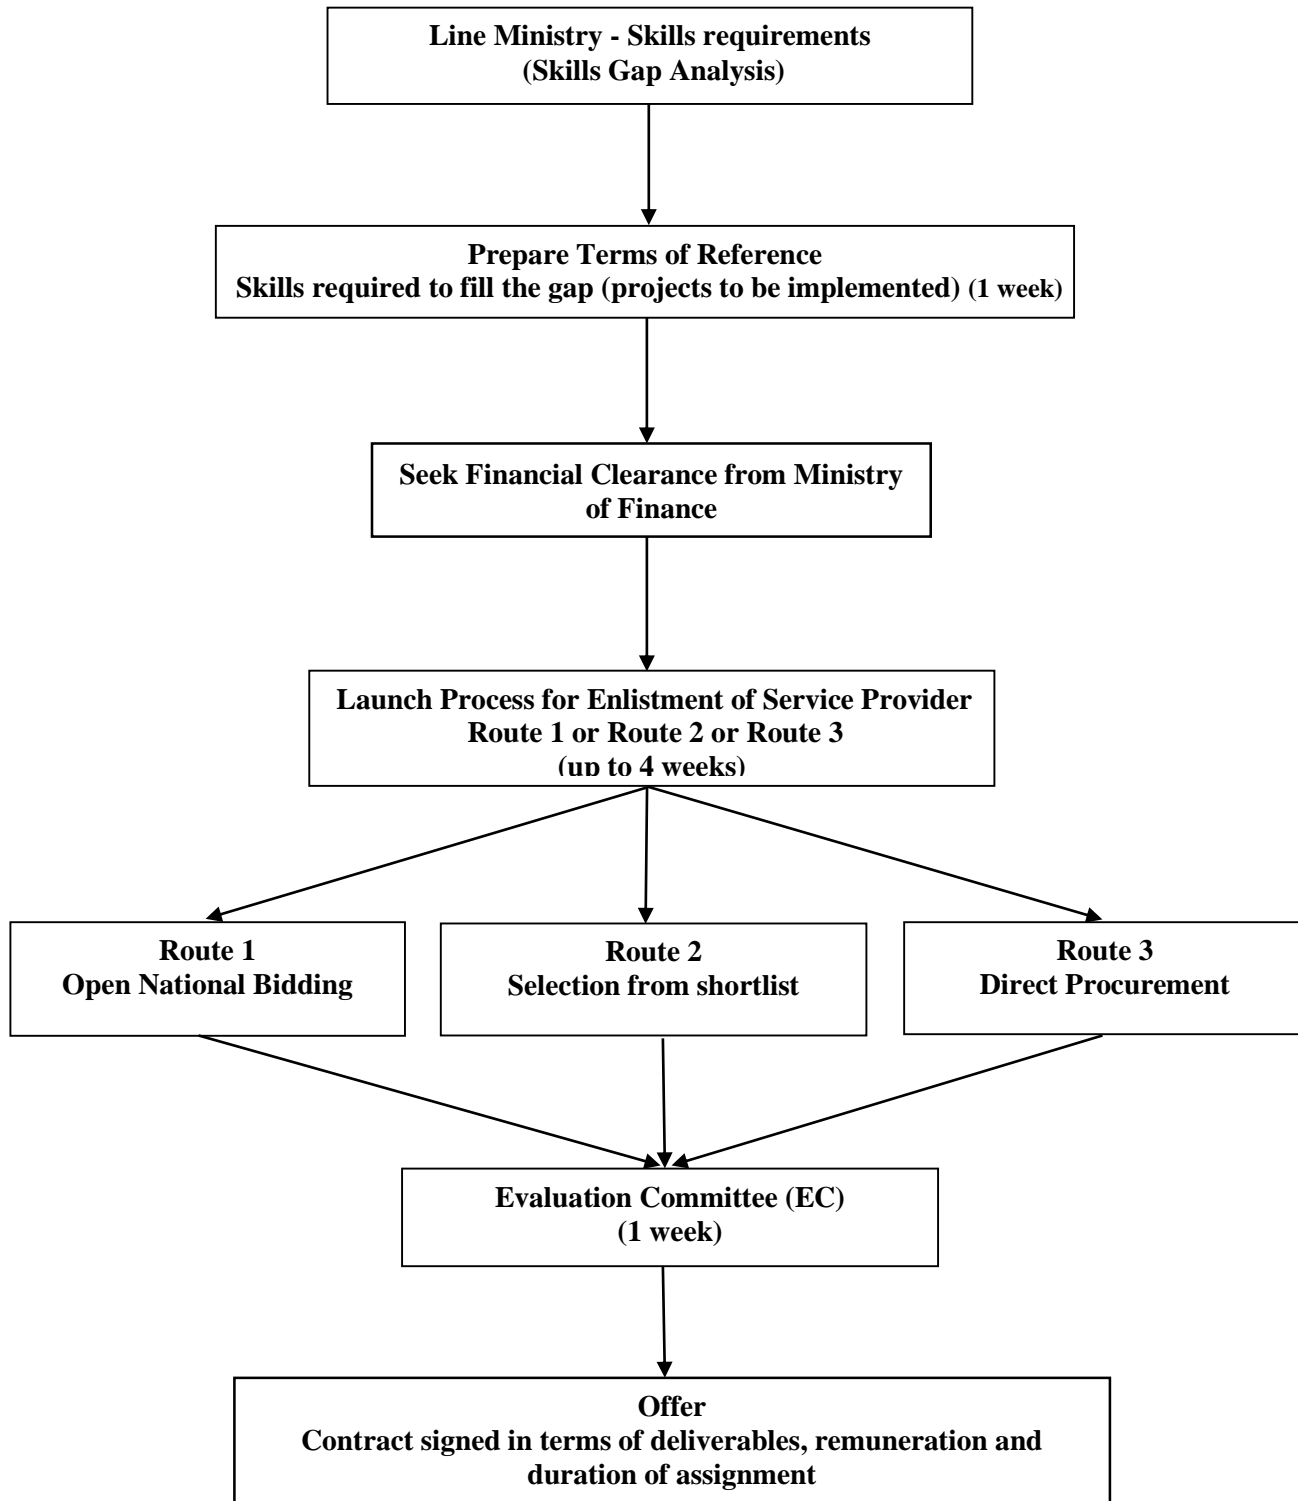 Line Ministry - Skills requirements
(Skills Gap Analysis)
Prepare Terms of Reference
Skills required to fill the gap (projects to be implemented) (1 week)
Seek Financial Clearance from Ministry
of Finance
Launch Process for Enlistment of Service Provider
Route 1 or Route 2 or Route 3
(up to 4 weeks)
Route 1
Open National Bidding
Route 2
Selection from shortlist
Route 3
Direct Procurement
Evaluation Committee (EC)
(1 week)
Offer
Contract signed in terms of deliverables, remuneration and
duration of assignment